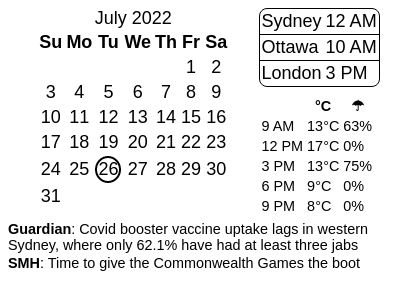 July 2022
Su Mo Tu We Th Fr Sa
1 2
3 4 5 6 7 8 9
10 11 12 13 14 15 16
17 18 19 20 21 22 23
24 25 26 27 28 29 30
31
Sydney 12 AM
Ottawa 10 AM
London 3 PM
°C ☂
9 AM 13°C 63%
12 PM 17°C 0%
3 PM 13°C 75%
6 PM 9°C 0%
9 PM 8°C 0%
Guardian: Covid booster vaccine uptake lags in western
Sydney, where only 62.1% have had at least three jabs
SMH: Time to give the Commonwealth Games the boot